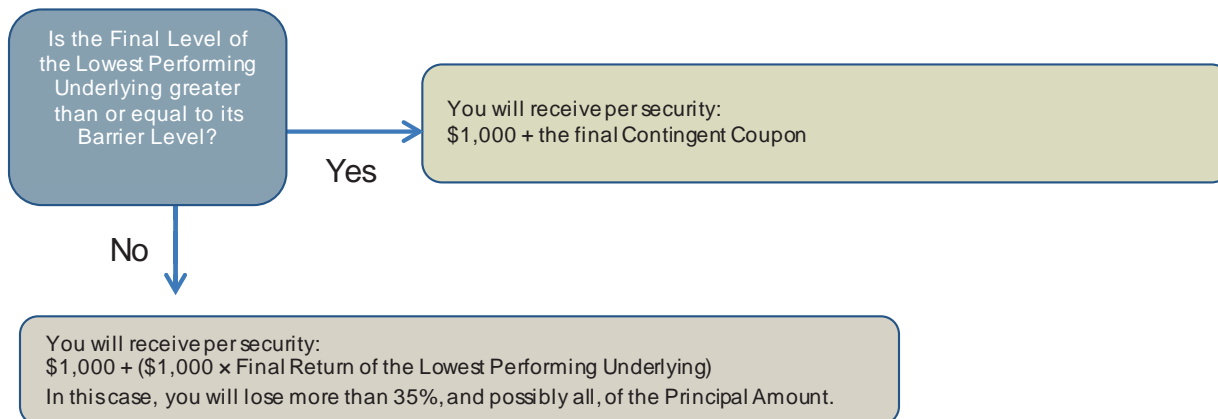 Is the Final Level of
the Lowest Performing
Underlying greater
than or equal to its
Barrier Level?
You will receive per security:
$1,000 + the final Contingent Coupon
Yes
No
You will receive per security:
$1,000 + ($1,000 × Final Return of the Lowest Performing Underlying)
In this case, you will lose more than 35%, and possibly all, of the Principal Amount.